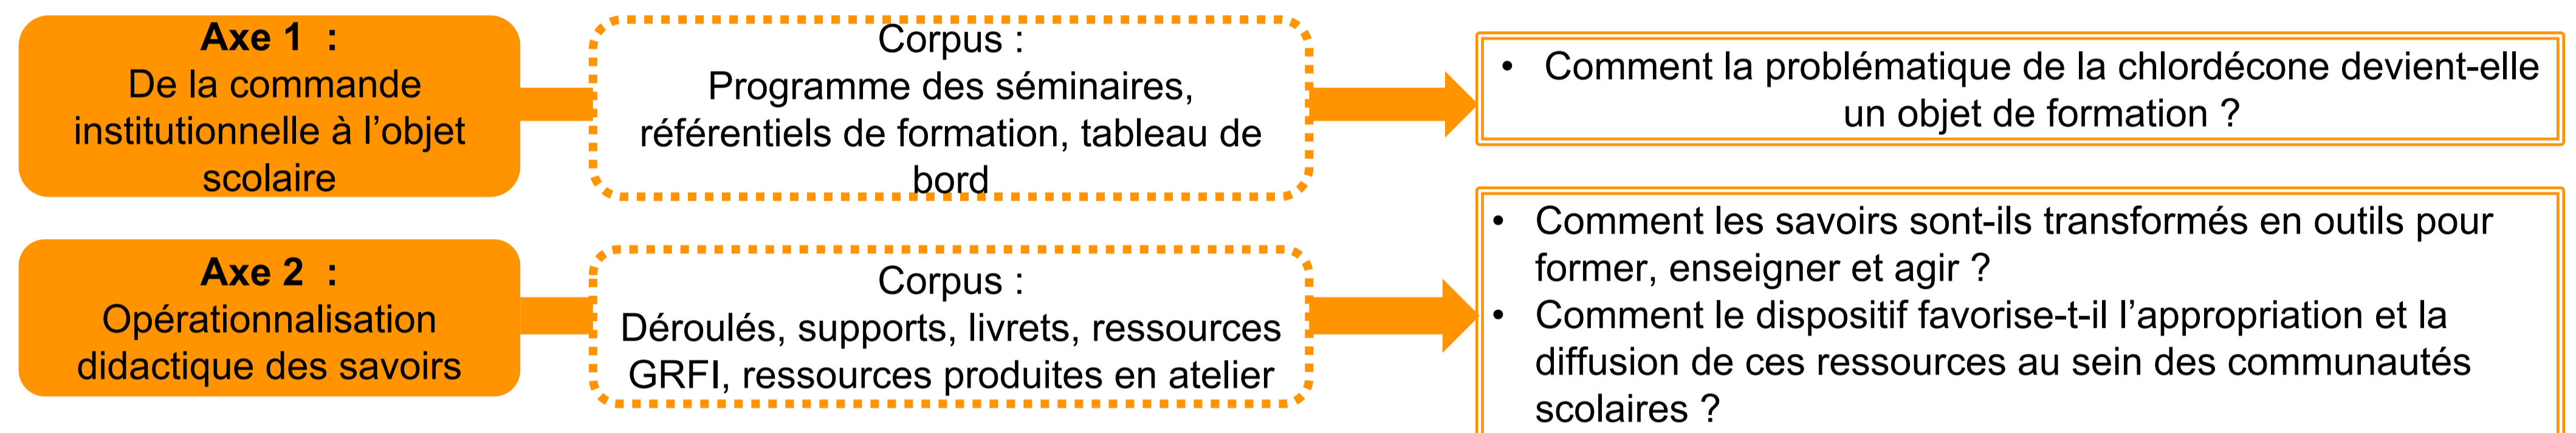 Axe 1 :
De la commande
institutionnelle à l’objet
scolaire
Corpus :
Programme des séminaires,
référentiels de formation, tableau de
bord
• Comment la problématique de la chlordécone devient-elle
un objet de formation ?
Axe 2 :
Opérationnalisation
didactique des savoirs
Corpus :
Déroulés, supports, livrets, ressources
GRFI, ressources produites en atelier
• Comment les savoirs sont-ils transformés en outils pour
former, enseigner et agir ?
• Comment le dispositif favorise-t-il l’appropriation et la
diffusion de ces ressources au sein des communautés
scolaires ?